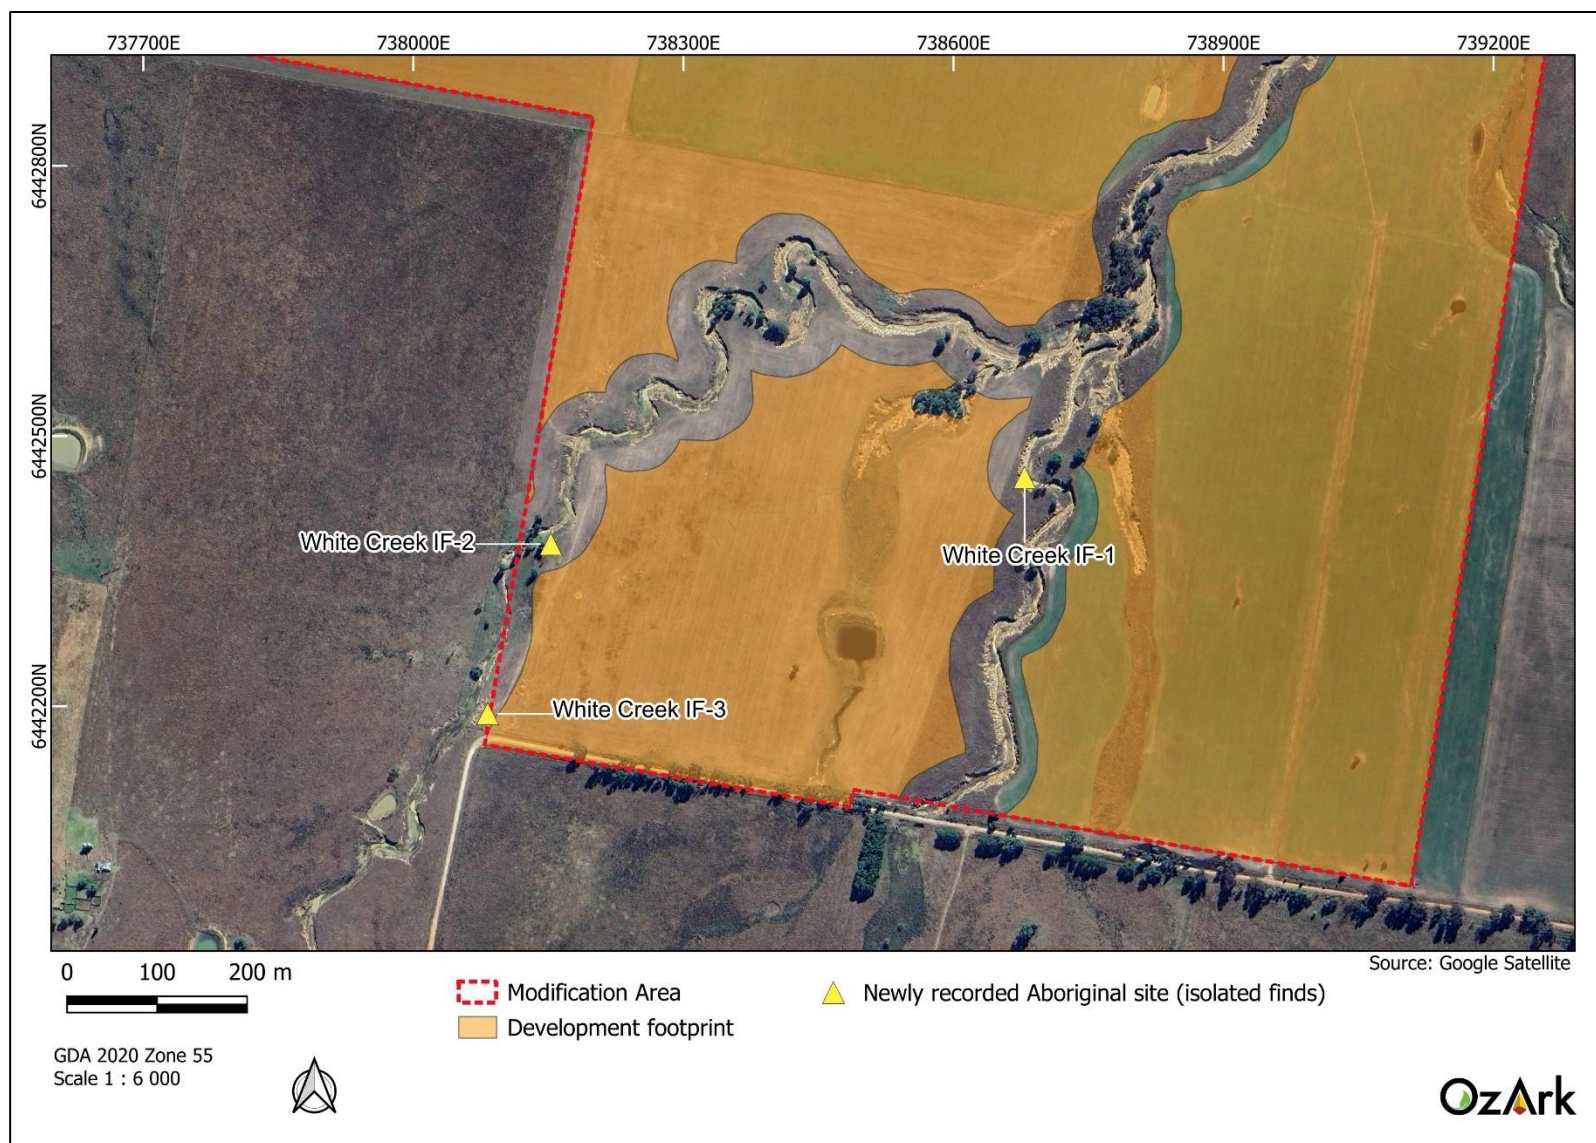 737700E 738000E 738300E 738600E 738900E 739200E
6442800N
6442500N
6442200N
White Creek IF-2
White Creek IF-1
White Creek IF-3
Source: Google Satellite
0 100 200 m
Modification Area
Newly recorded Aboriginal site (isolated finds)
Development footprint
GDA 2020 Zone 55
Scale 1 : 6 000
OzArk